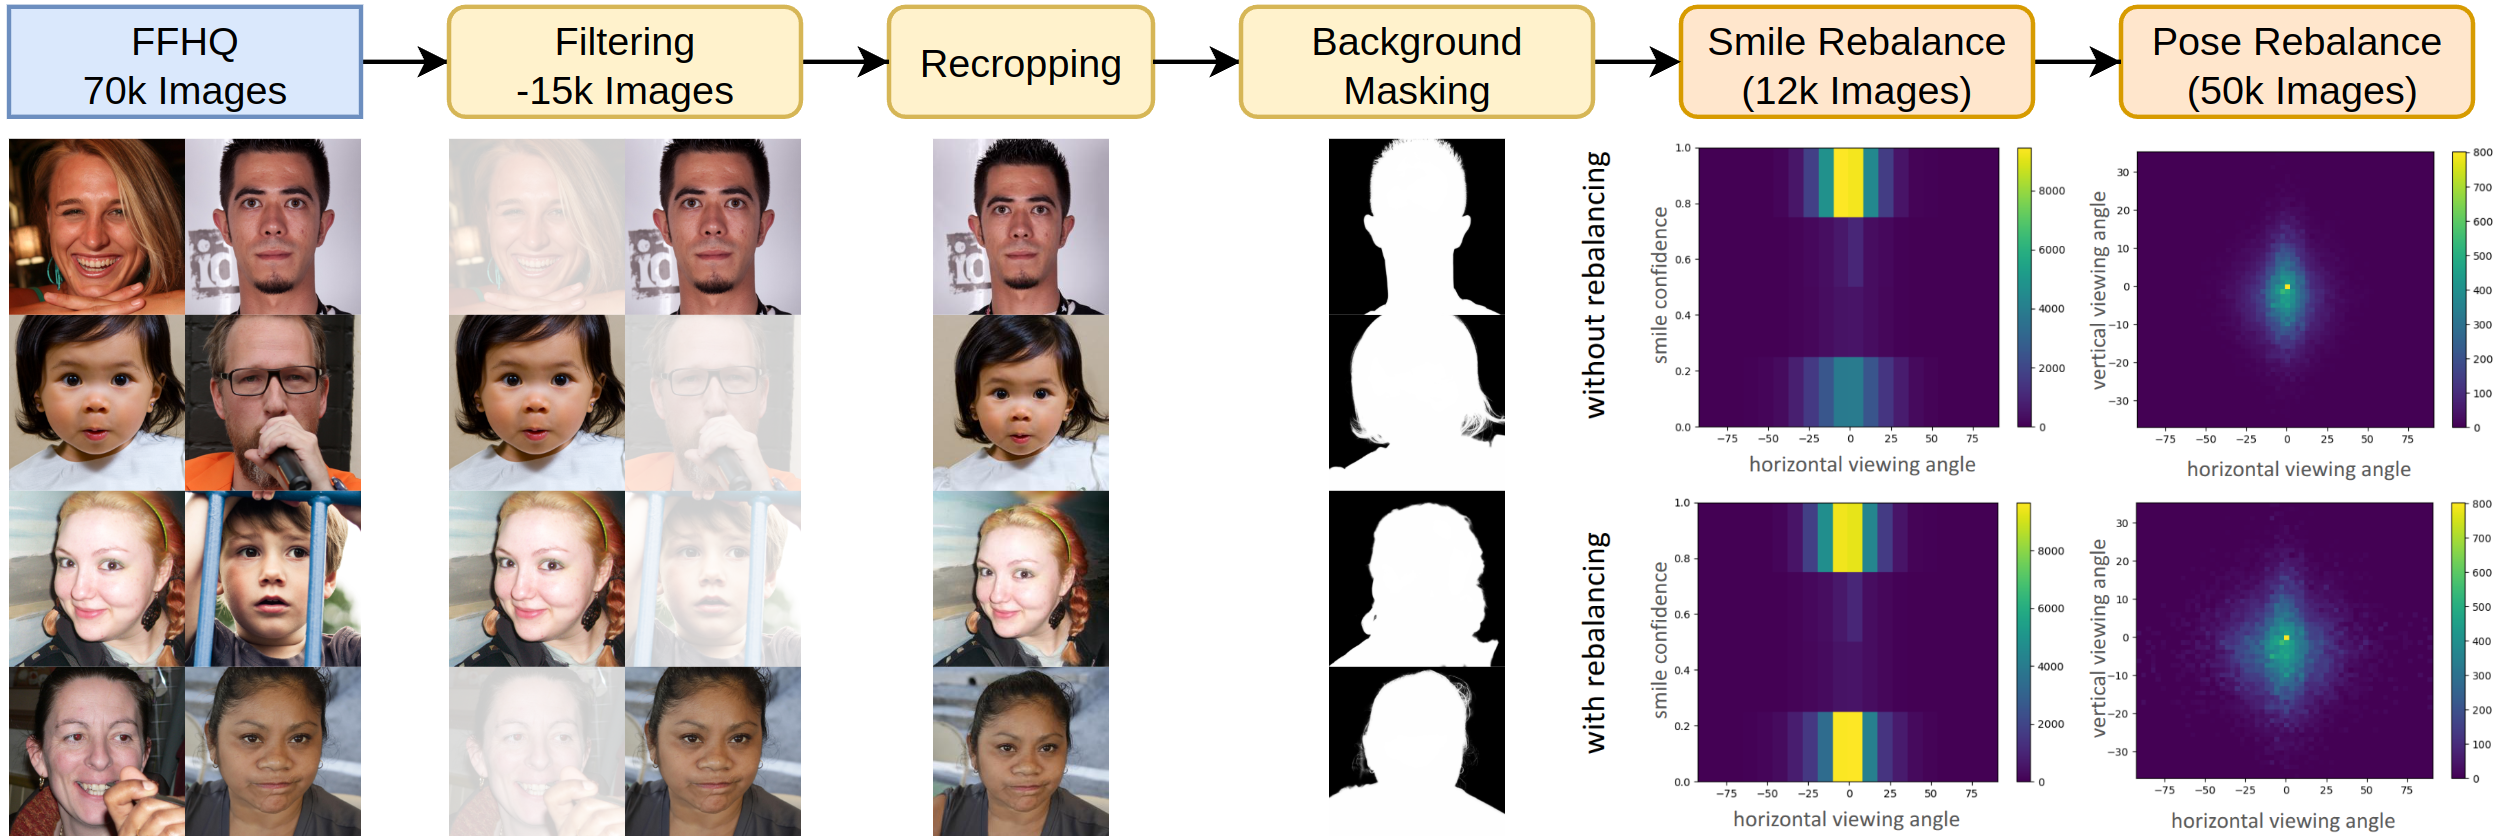 FFHQ
70k Images
Filtering
-15k Images
Recropping
Background
Masking
Smile Rebalance
(12k Images)
Pose Rebalance
(50k Images)
without rebalancing
smile confidence
1.0
0.8
0.6
0.4
0.2
0.0
−75 −50 −25 0 25 50 75
horizontal viewing angle
8000
6000
4000
2000
0
vertical viewing angle
30
20
10
0
−10
−20
−30
−75 −50 −25 0 25 50 75
horizontal viewing angle
800
700
600
500
400
300
200
100
0
with rebalancing
smile confidence
1.0
0.8
0.6
0.4
0.2
0.0
−75 −50 −25 0 25 50 75
horizontal viewing angle
8000
6000
4000
2000
0
vertical viewing angle
30
20
10
0
−10
−20
−30
−75 −50 −25 0 25 50 75
horizontal viewing angle
800
700
600
500
400
300
200
100
0